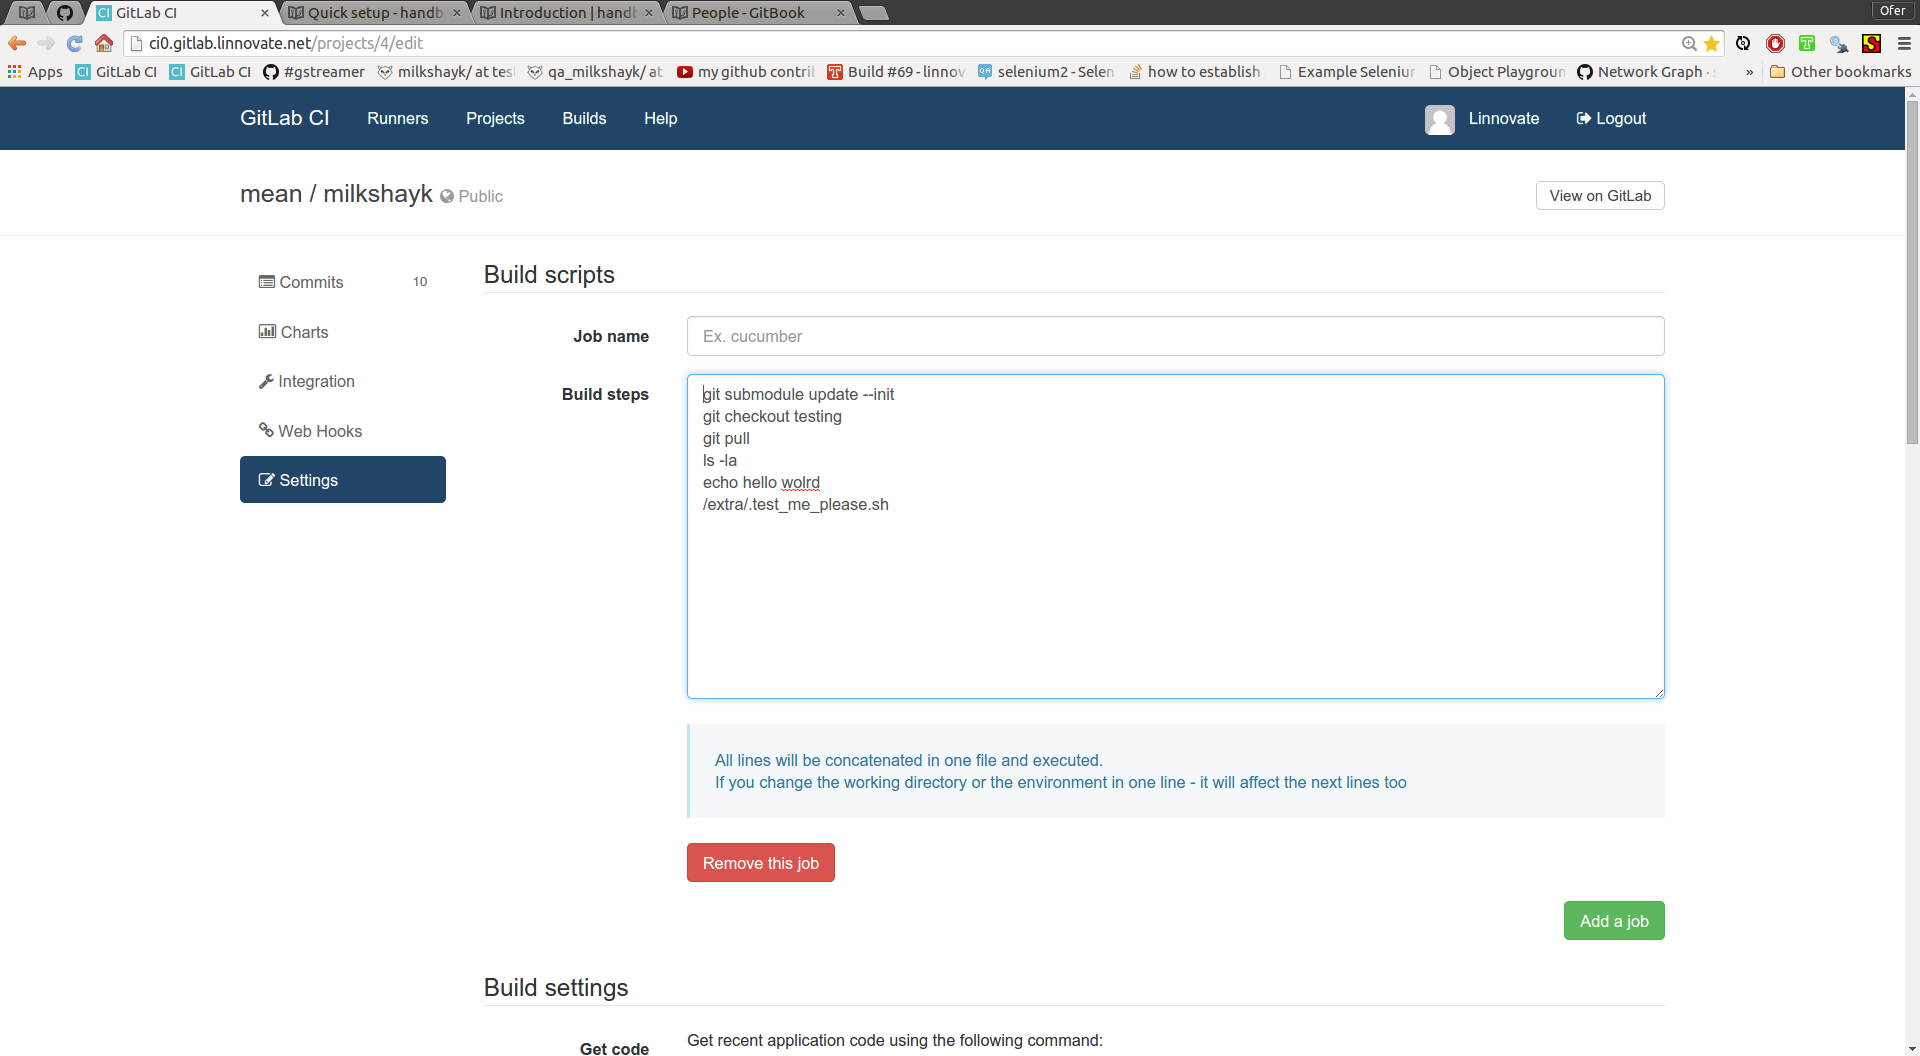 Ofer
GitLab CI
Quick setup - handb
Introduction | handb
People - GitBook
ci0.gitlab.linnovate.net/projects/4/edit
Apps
GitLab CI
GitLab CI
#gstreamer
milkshayk/ at tes
qa_milkshayk/ at
my github contri
Build #69 - linnov
selenium2 - Selen
how to establish
Example Seleniu
Object Playgroun
Network Graph ·
»
Other bookmarks
GitLab CI
Runners
Projects
Builds
Help
Linnovate
Logout
mean / milkshayk Public
View on GitLab
Commits 10
Charts
Integration
Web Hooks
Settings
Build scripts
Job name
Ex. cucumber
Build steps
git submodule update --init
git checkout testing
git pull
ls -la
echo hello wolrd
/extra/.test_me_please.sh
All lines will be concatenated in one file and executed.
If you change the working directory or the environment in one line - it will affect the next lines too
Remove this job
Add a job
Build settings
Get code
Get recent application code using the following command: